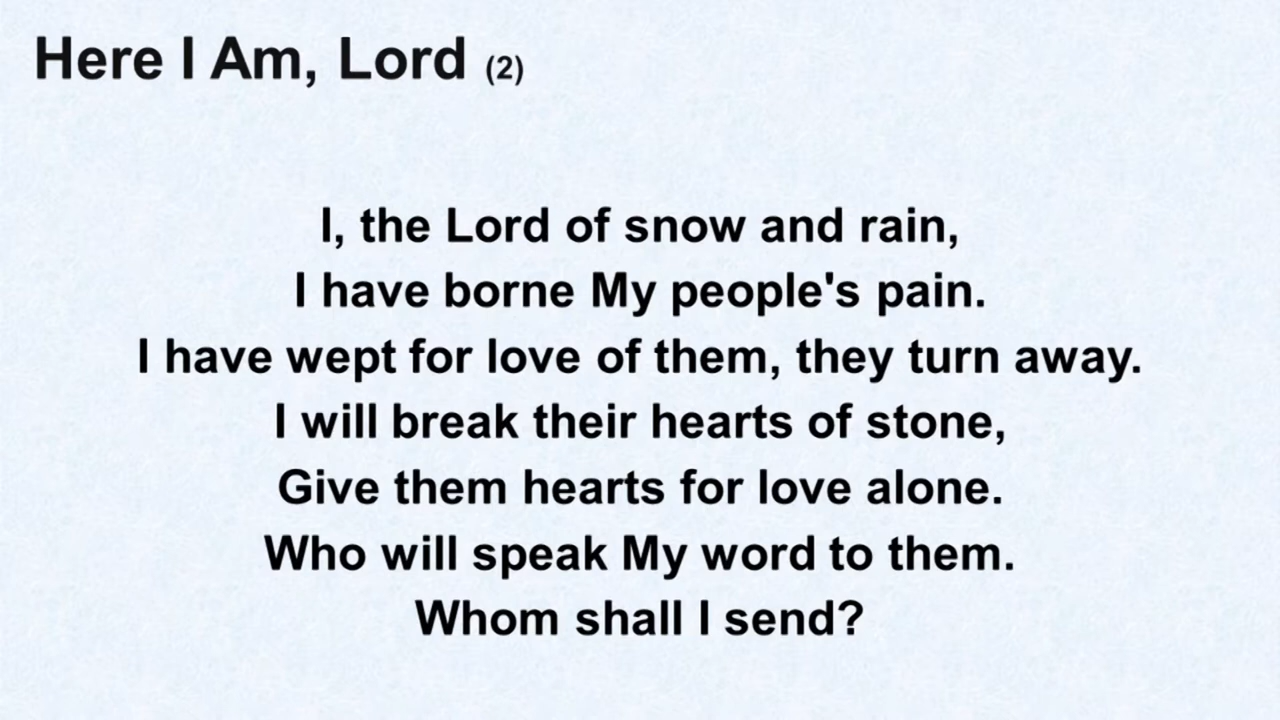 Here I Am, Lord (2)
I, the Lord of snow and rain,
I have borne My people's pain.
I have wept for love of them, they turn away.
I will break their hearts of stone,
Give them hearts for love alone.
Who will speak My word to them.
Whom shall I send?